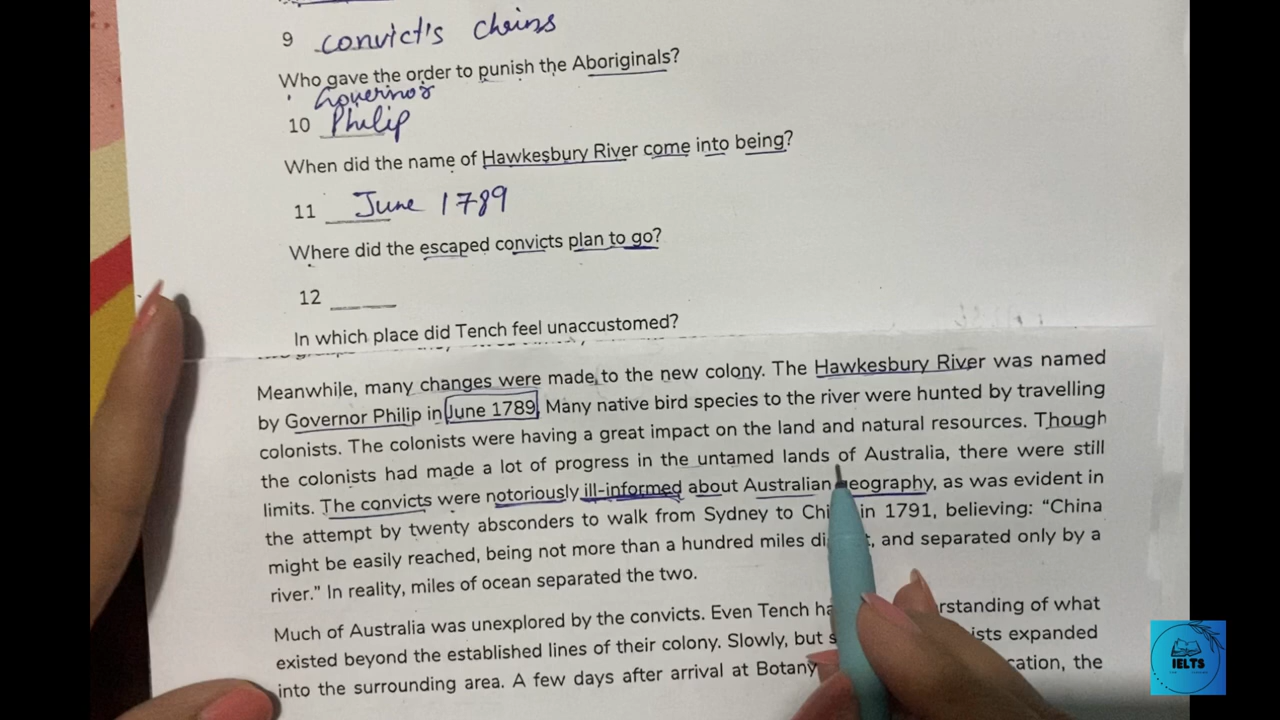 9 convict's chains
Who gave the order to punish the Aboriginals?
Governor
10 Philip
When did the name of Hawkesbury River come into being?
11 June 1789
Where did the escaped convicts plan to go?
12
In which place did Tench feel unaccustomed?
Meanwhile, many changes were made to the new colony. The Hawkesbury River was named
by Governor Philip in June 1789. Many native bird species to the river were hunted by travelling
colonists. The colonists were having a great impact on the land and natural resources. Though
the colonists had made a lot of progress in the untamed lands of Australia, there were still
limits. The convicts were notoriously ill-informed about Australian geography, as was evident in
the attempt by twenty absconders to walk from Sydney to in 1791, believing: “China
might be easily reached, being not more than a hundred miles and separated only by a
river.” In reality, miles of ocean separated the two.
Much of Australia was unexplored by the convicts. Even Tench of what
existed beyond the established lines of their colony. Slowly, but expanded
into the surrounding area. A few days after arrival at Botany the
IELTS